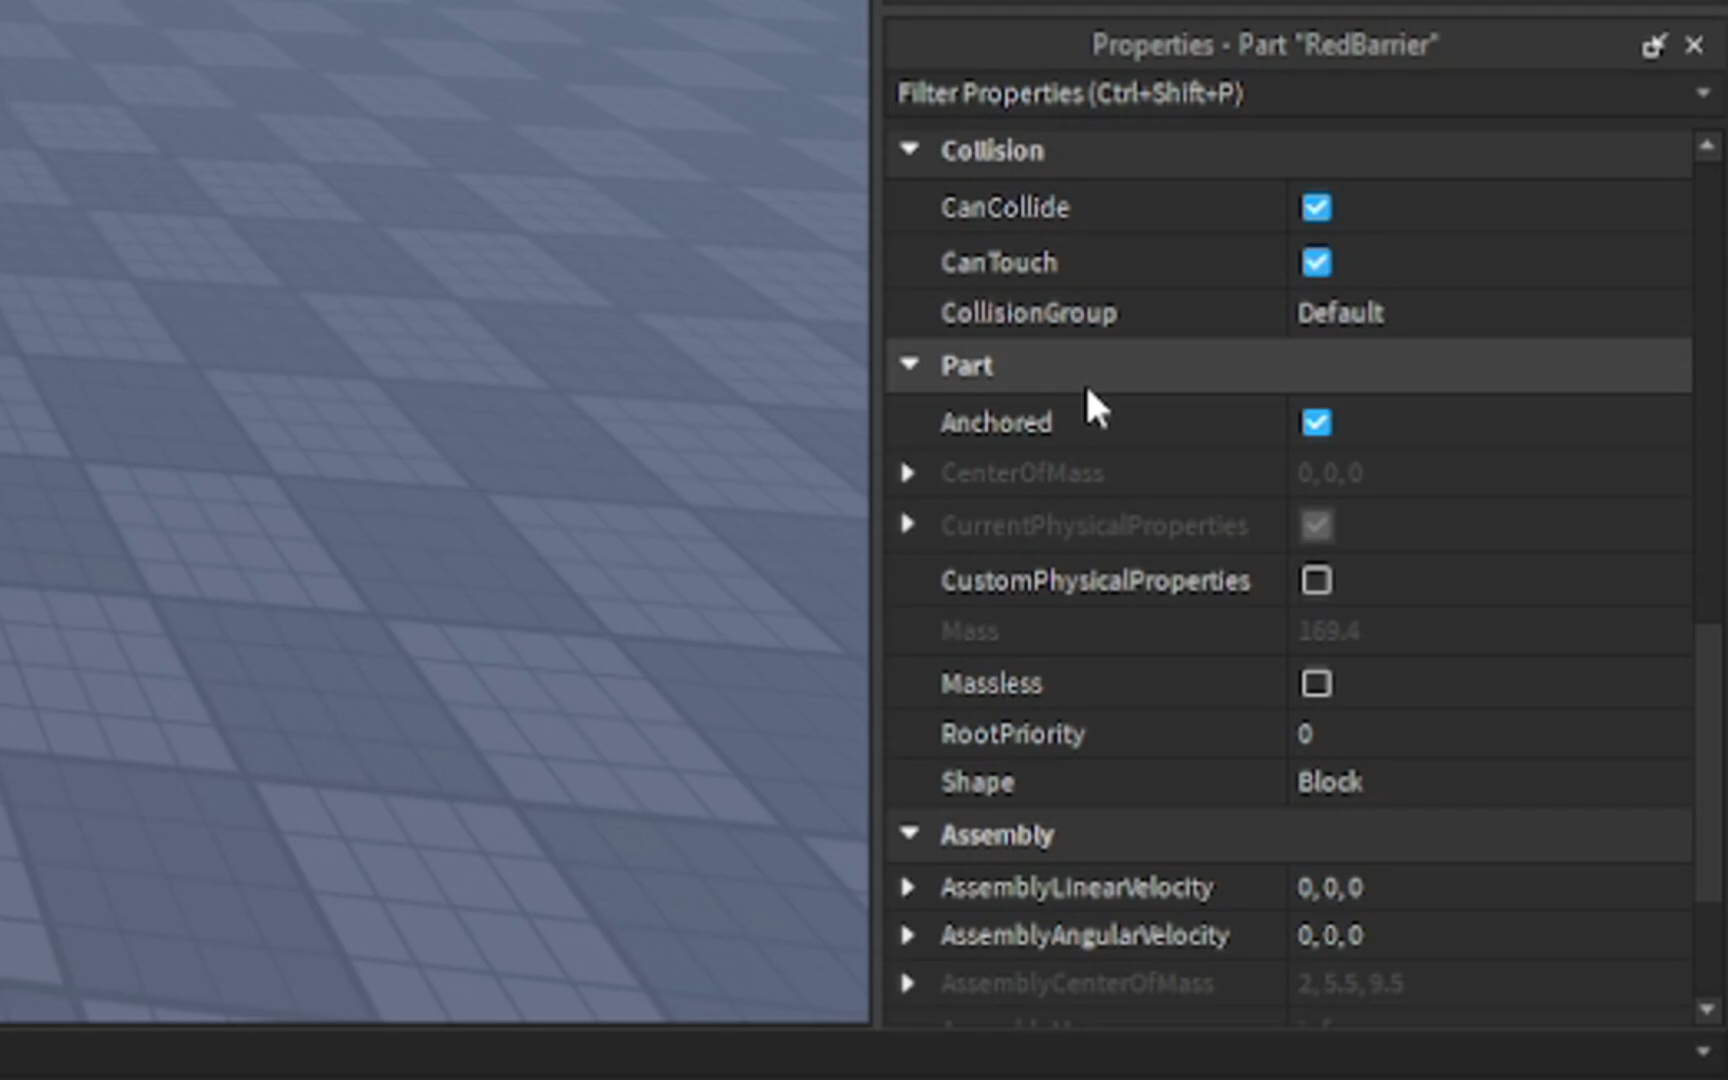 Properties - Part "RedBarrier"
Filter Properties (Ctrl+Shift+P)
Collision
CanCollide
CanTouch
CollisionGroup Default
Part
Anchored
CenterOfMass 0, 0, 0
CurrentPhysicalProperties
CustomPhysicalProperties
Mass 169.4
Massless
RootPriority 0
Shape Block
Assembly
AssemblyLinearVelocity 0, 0, 0
AssemblyAngularVelocity 0, 0, 0
AssemblyCenterOfMass 2, 5.5, 9.5